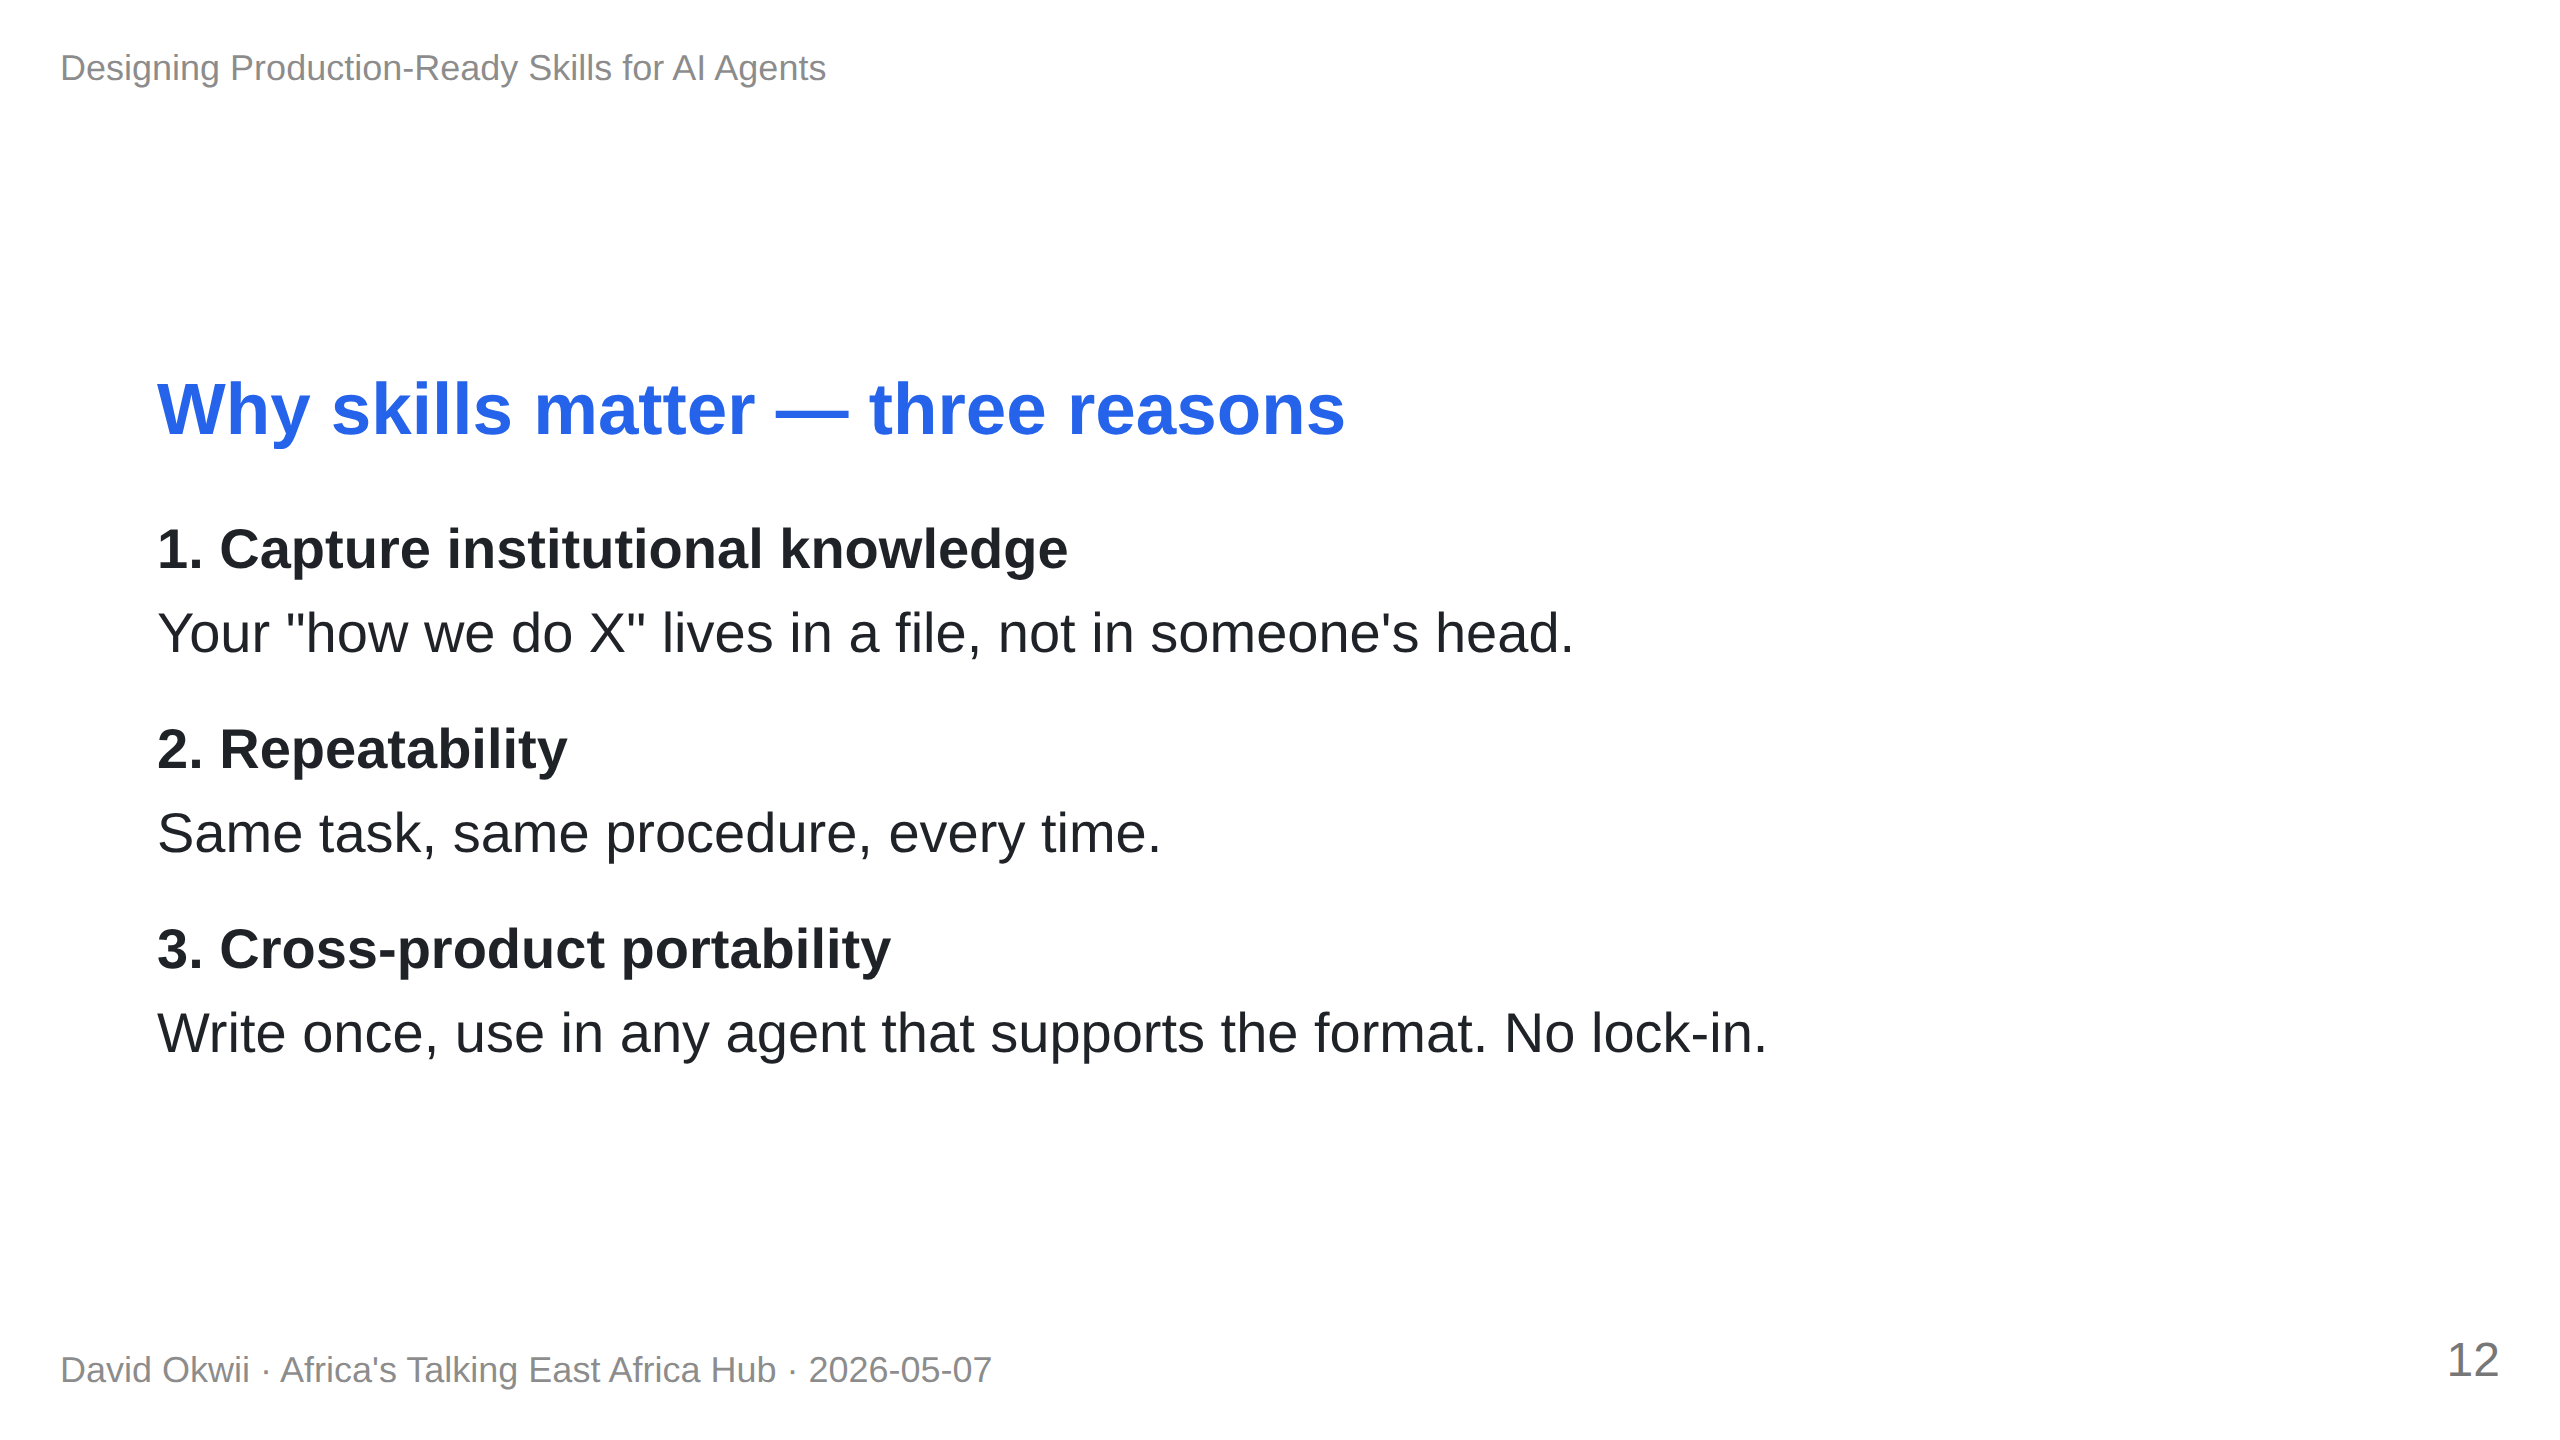 Designing Production-Ready Skills for AI Agents
Why skills matter — three reasons
1. Capture institutional knowledge
Your "how we do X" lives in a file, not in someone's head.
2. Repeatability
Same task, same procedure, every time.
3. Cross-product portability
Write once, use in any agent that supports the format. No lock-in.
David Okwii · Africa's Talking East Africa Hub · 2026-05-07
12